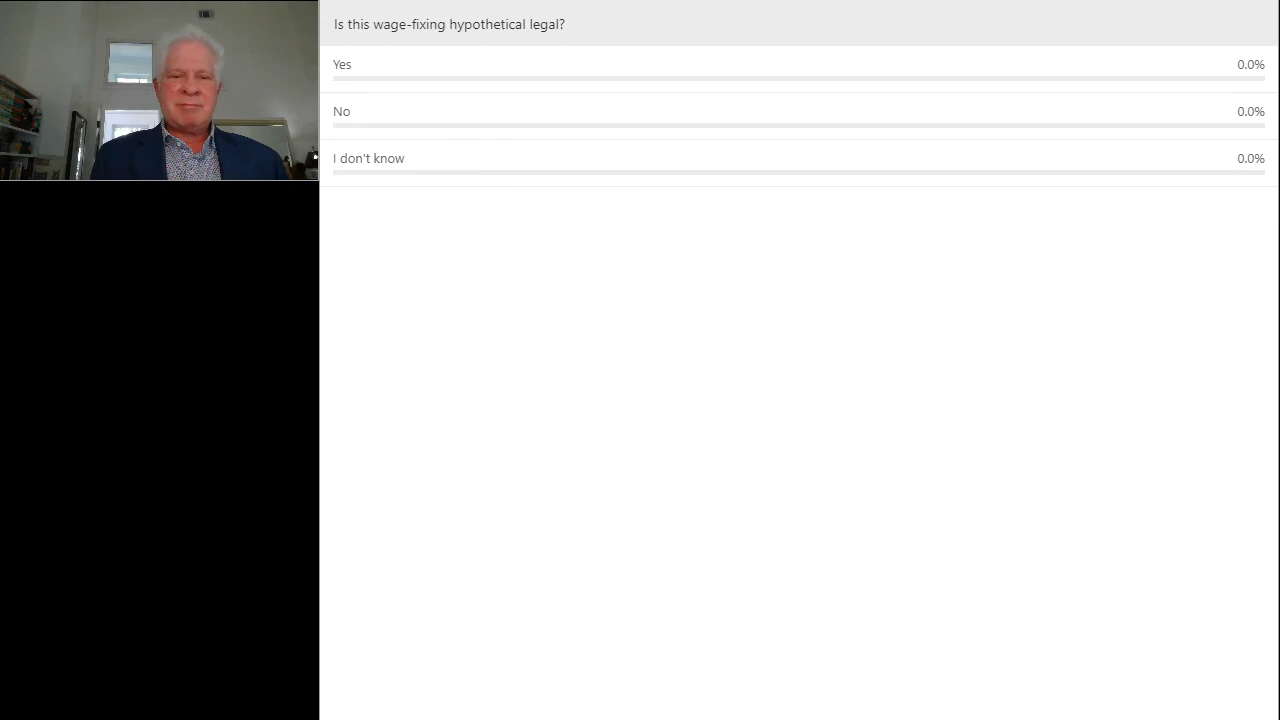 Is this wage-fixing hypothetical legal?
Yes 0.0%
No 0.0%
I don't know 0.0%